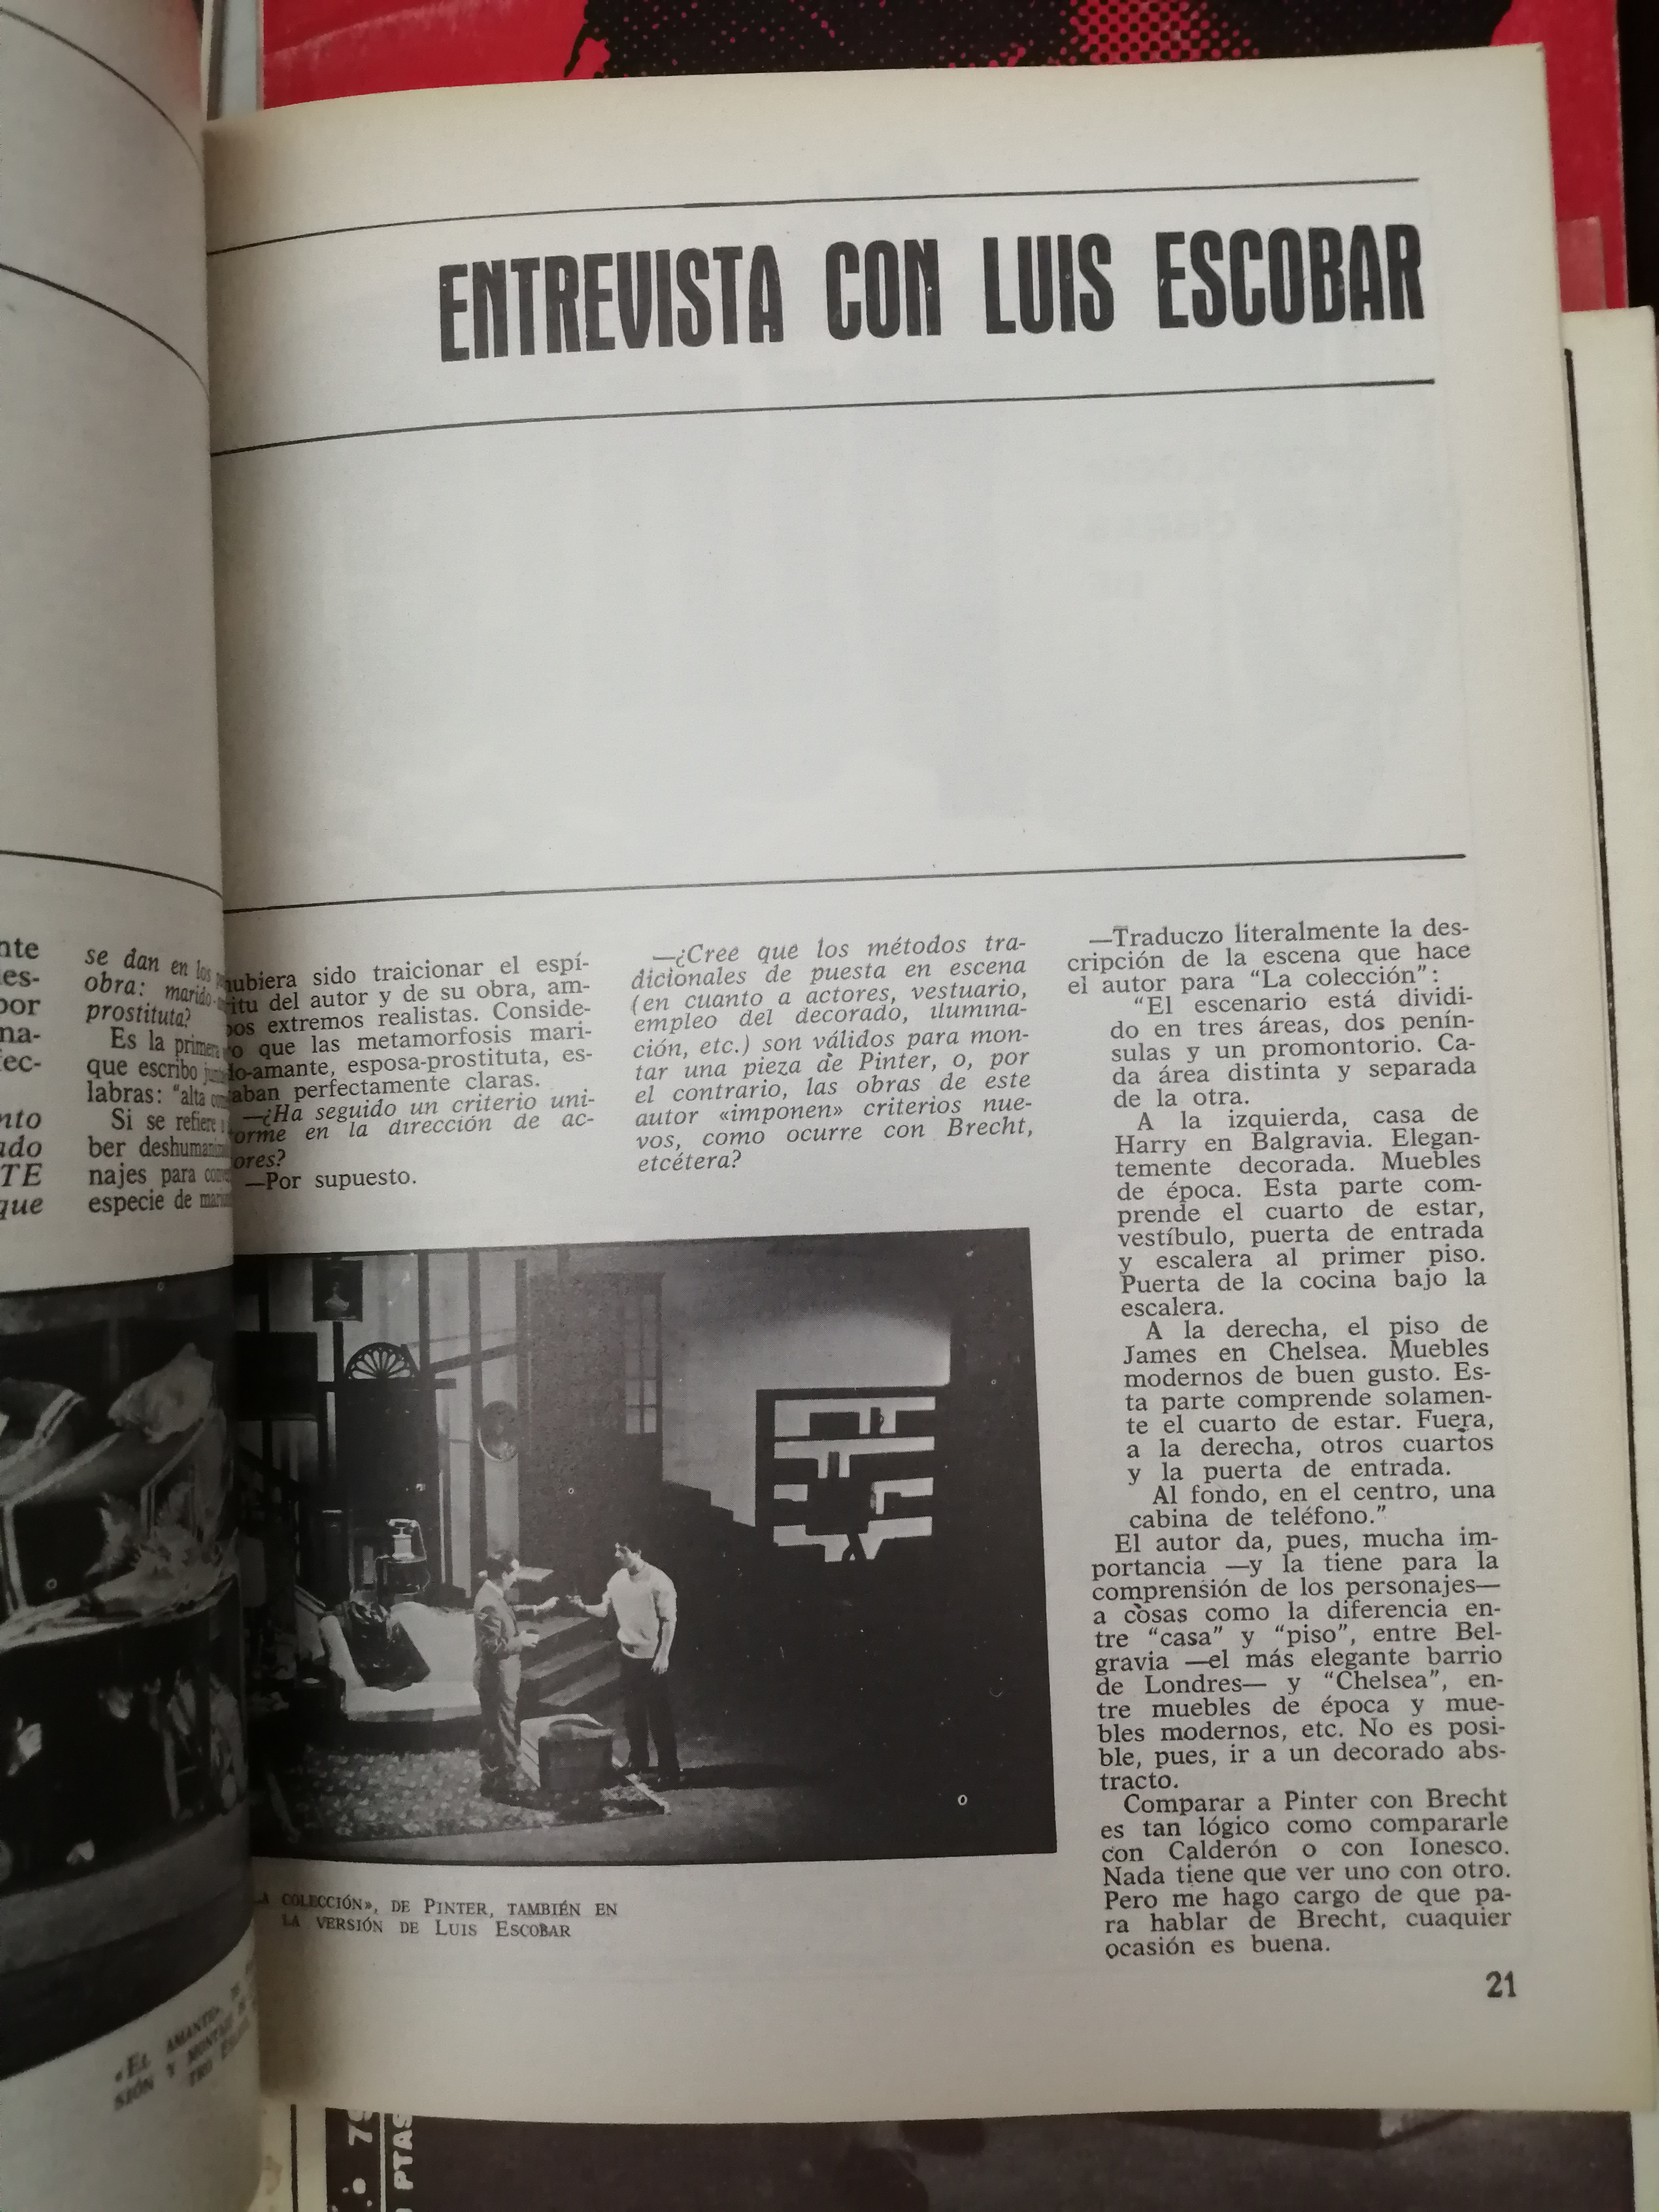 ENTREVISTA CON LUIS ESCOBAR
nte
es-
por
na-
ec-
nto
ado
TE
que
se dan en los
obra: marido-
prostituta?
Es la primera
que escribo
labras: "alta
Si se refiere
ber
najes para
especie de
«EL AMANTE»,
SIÓN Y MONTAJE
hubiera sido traicionar el espí-
ritu del autor y de su obra, am-
bos extremos realistas. Conside-
ro que las metamorfosis mari-
do-amante, esposa-prostituta, es-
taban perfectamente claras.
—¿Ha seguido un criterio uni-
forme en la dirección de ac-
tores?
—Por supuesto.
—¿Cree que los métodos tra-
dicionales de puesta en escena
(en cuanto a actores, vestuario,
empleo del decorado, ilumina-
ción, etc.) son válidos para mon-
tar una pieza de Pinter, o, por
el contrario, las obras de este
autor «imponen» criterios nue-
vos, como ocurre con Brecht,
etcétera?
LA COLECCIÓN», DE PINTER, TAMBIÉN EN
LA VERSIÓN DE LUIS ESCOBAR
—Traduczo literalmente la des-
cripción de la escena que hace
el autor para "La colección":
"El escenario está dividi-
do en tres áreas, dos penín-
sulas y un promontorio. Ca-
da área distinta y separada
de la otra.
A la izquierda, casa de
Harry en Balgravia. Elegan-
temente decorada. Muebles
de época. Esta parte com-
prende el cuarto de estar,
vestíbulo, puerta de entrada
y escalera al primer piso.
Puerta de la cocina bajo la
escalera.
A la derecha, el piso de
James en Chelsea. Muebles
modernos de buen gusto. Es-
ta parte comprende solamen-
te el cuarto de estar. Fuera,
a la derecha, otros cuartos
y la puerta de entrada.
Al fondo, en el centro, una
cabina de teléfono."
El autor da, pues, mucha im-
portancia —y la tiene para la
comprensión de los personajes—
a cosas como la diferencia en-
tre "casa" y "piso", entre Bel-
gravia —el más elegante barrio
de Londres— y "Chelsea", en-
tre muebles de época y mue-
bles modernos, etc. No es posi-
ble, pues, ir a un decorado abs-
tracto.
Comparar a Pinter con Brecht
es tan lógico como compararle
con Calderón o con Ionesco.
Nada tiene que ver uno con otro.
Pero me hago cargo de que pa-
ra hablar de Brecht, cuaquier
ocasión es buena.
21
PTAS